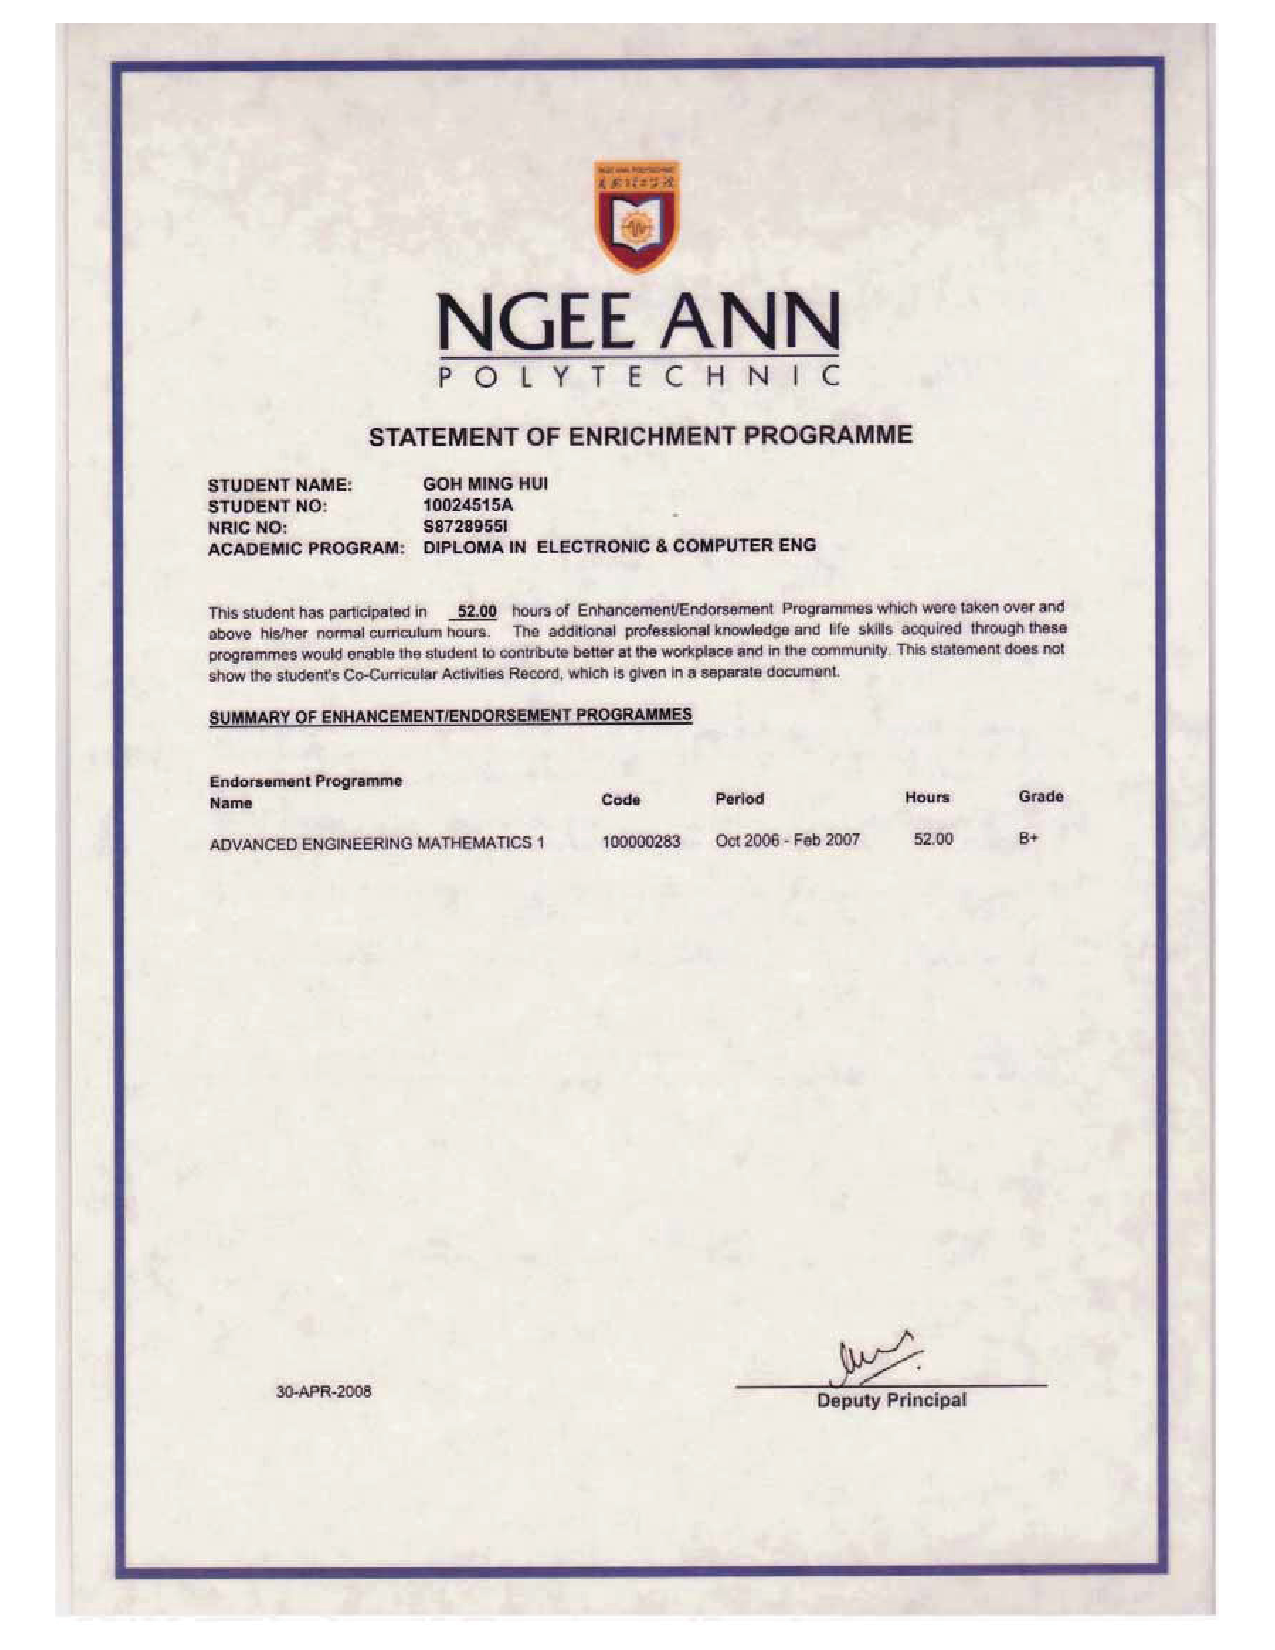 NGEE ANN POLYTECHNIC
NGEE ANN
POLYTECHNIC
STATEMENT OF ENRICHMENT PROGRAMME
STUDENT NAME: GOH MING HUI
STUDENT NO: 10024515A
NRIC NO: S8728955I
ACADEMIC PROGRAM: DIPLOMA IN ELECTRONIC & COMPUTER ENG
This student has participated in 52.00 hours of Enhancement/Endorsement Programmes which were taken over and
above his/her normal curriculum hours. The additional professional knowledge and life skills acquired through these
programmes would enable the student to contribute better at the workplace and in the community. This statement does not
show the student's Co-Curricular Activities Record, which is given in a separate document.
SUMMARY OF ENHANCEMENT/ENDORSEMENT PROGRAMMES
Endorsement Programme
Name Code Period Hours Grade
ADVANCED ENGINEERING MATHEMATICS 1 100000283 Oct 2006 - Feb 2007 52.00 B+
30-APR-2008
Deputy Principal